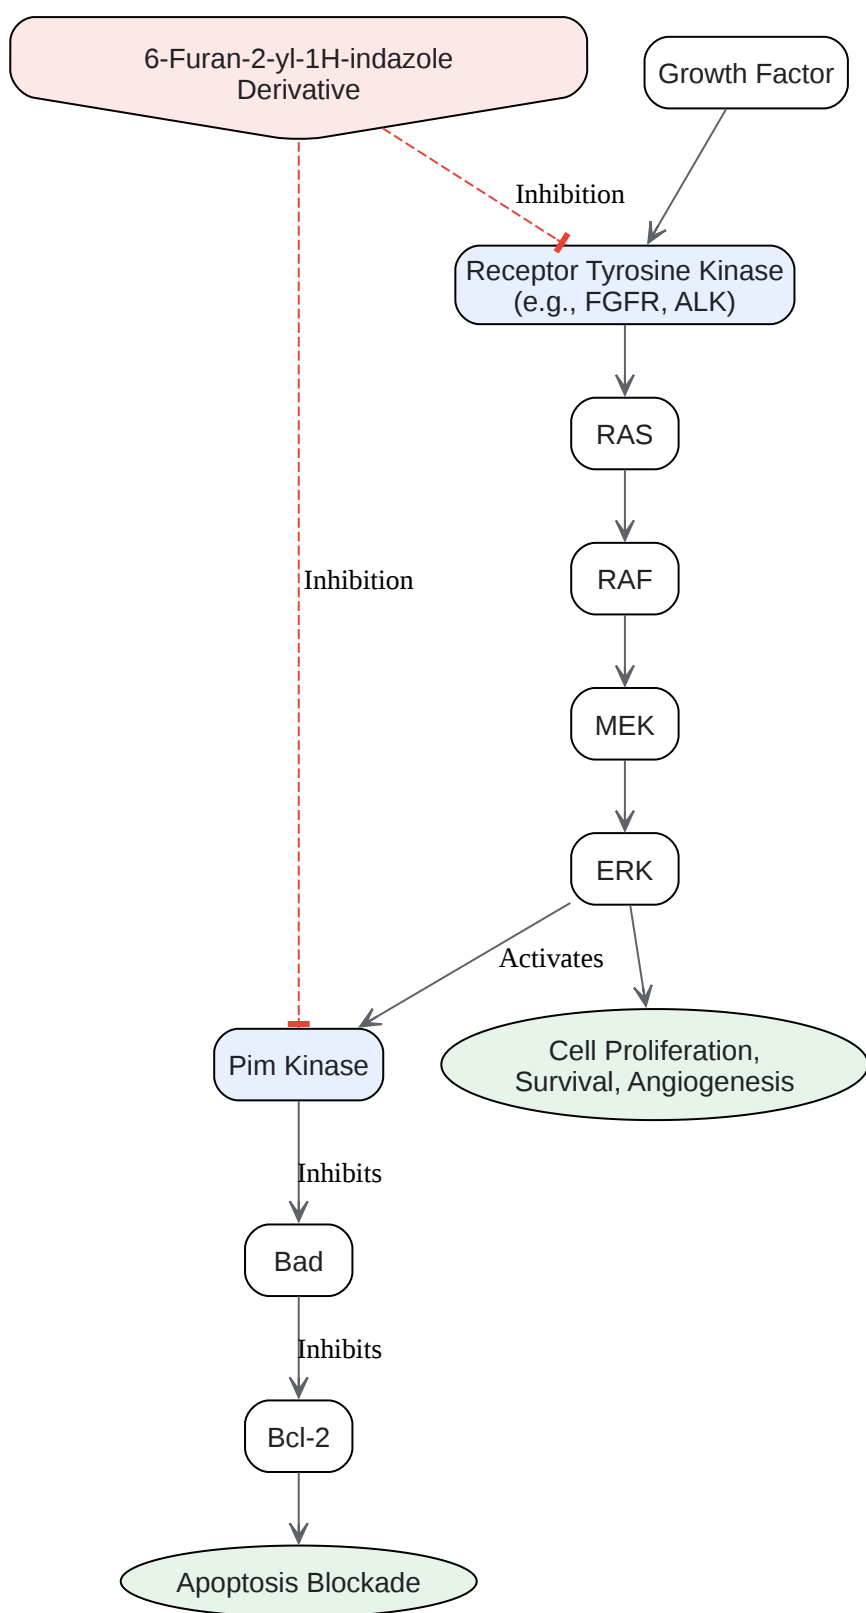 6-Furan-2-yl-1H-indazole
Derivative
Growth Factor
Inhibition
Receptor Tyrosine Kinase
(e.g., FGFR, ALK)
RAS
RAF
Inhibition
MEK
ERK
Activates
Pim Kinase
Cell Proliferation,
Survival, Angiogenesis
Inhibits
Bad
Inhibits
Bcl-2
Apoptosis Blockade